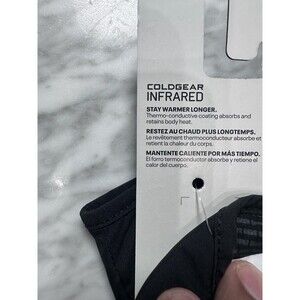 COLDGEAR
INFRARED
STAY WARMER LONGER.
Thermo-conductive coating absorbs and
retains body heat.
RESTEZ AU CHAUD PLUS LONGTEMPS.
Le revêtement thermoconducteur absorbe et
retient la chaleur du corps.
MANTENTE CALIENTE POR MÁS TIEMPO.
El forro termoconductor absorbe y retiene el
calor del cuerpo.